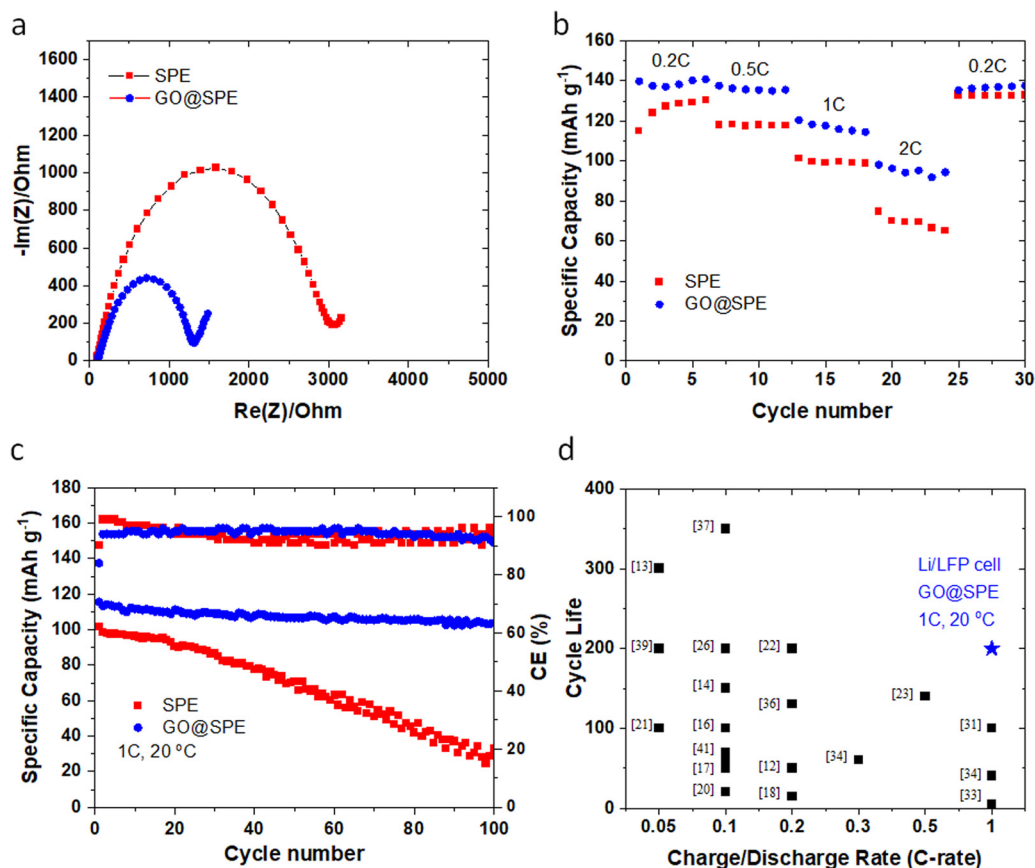 a
1600
1400
1200
1000
800
600
400
200
0
-Im(Z)/Ohm
SPE
GO@SPE
0 1000 2000 3000 4000 5000
Re(Z)/Ohm
b
160
140
120
100
80
60
40
20
0
Specific Capacity (mAh g⁻¹)
0.2C
0.5C
1C
2C
0.2C
SPE
GO@SPE
0 5 10 15 20 25 30
Cycle number
c
180
160
140
120
100
80
60
40
20
0
Specific Capacity (mAh g⁻¹)
SPE
GO@SPE
1C, 20 ºC
100
80
60
40
20
0
CE (%)
0 20 40 60 80 100
Cycle number
d
400
300
200
100
0
Cycle Life
[37]
[13]
[39]
[26]
[22]
[14]
[36]
[23]
[21]
[16]
[31]
[41]
[34]
[17]
[12]
[34]
[20]
[18]
[33]
Li/LFP cell
GO@SPE
1C, 20 ºC
0.05 0.1 0.2 0.3 0.5 1
Charge/Discharge Rate (C-rate)